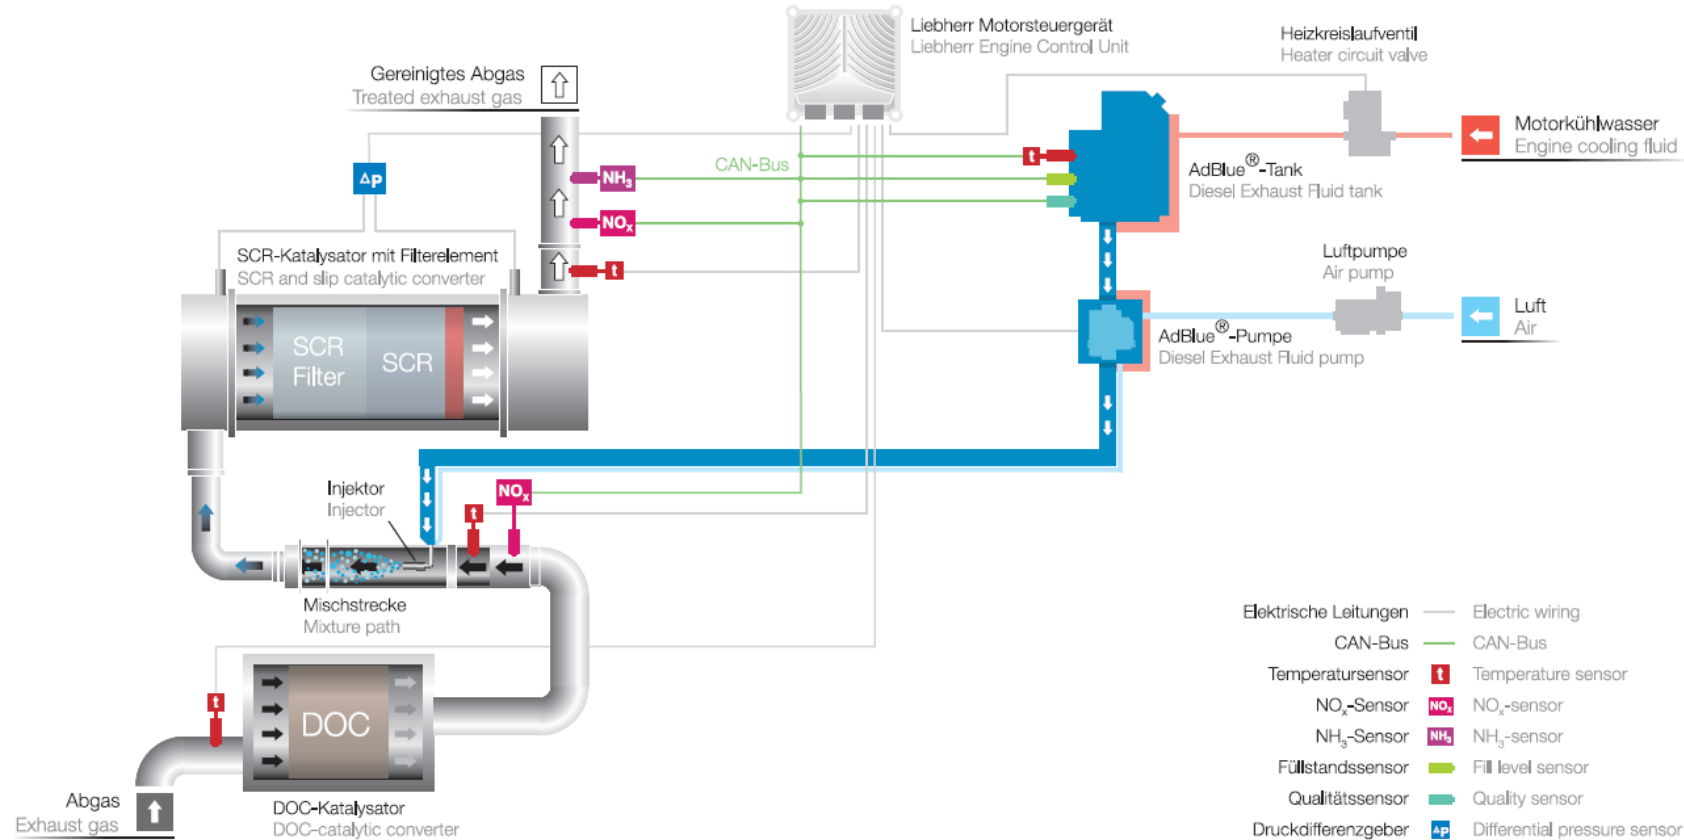 Liebherr Motorsteuergerät
Liebherr Engine Control Unit
Heizkreislaufventil
Heater circuit valve
Gereinigtes Abgas
Treated exhaust gas
Motorkühlwasser
Engine cooling fluid
CAN-Bus
t
NH₃
Δp
AdBlue®-Tank
Diesel Exhaust Fluid tank
NOₓ
SCR-Katalysator mit Filterelement
SCR and slip catalytic converter
t
Luftpumpe
Air pump
Luft
Air
AdBlue®-Pumpe
Diesel Exhaust Fluid pump
SCR
Filter
SCR
Injektor
Injector
NOₓ
t
Mischstrecke
Mixture path
t
DOC
Abgas
Exhaust gas
DOC-Katalysator
DOC-catalytic converter
Elektrische Leitungen Electric wiring
CAN-Bus CAN-Bus
Temperatursensor t Temperature sensor
NOₓ-Sensor NOₓ NOₓ-sensor
NH₃-Sensor NH₃ NH₃-sensor
Füllstandssensor Fill level sensor
Qualitätssensor Quality sensor
Druckdifferenzgeber Δp Differential pressure sensor